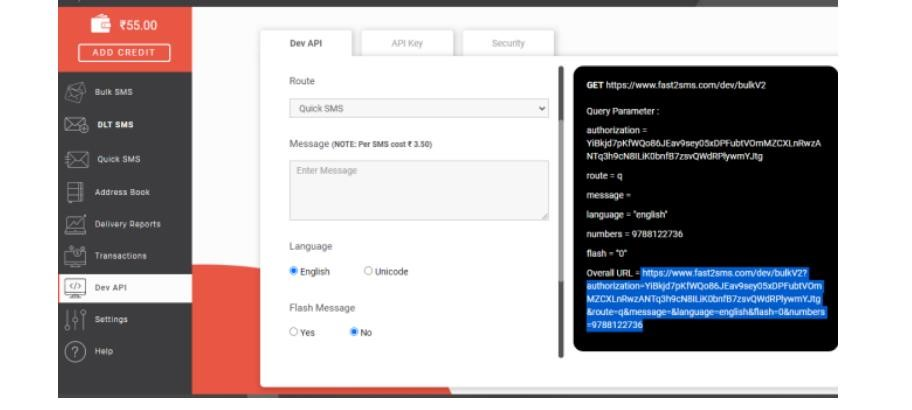 ₹55.00
ADD CREDIT
Bulk SMS
DLT SMS
Quick SMS
Address Book
Delivery Reports
Transactions
Dev API
Settings
Help
Dev API
API Key
Security
Route
Quick SMS
Message (NOTE: Per SMS cost ₹ 3.50)
Enter Message
Language
English
Unicode
Flash Message
Yes
No
GET https://www.fast2sms.com/dev/bulkV2
Query Parameter :
authorization =
YiBkjd7pKfWQo86JEav9sey05xDPFubtVOmMZCXLnRwzA
NTq3h9cN8ILiK0bnfB7zsvQWdRPlywmYJtg
route = q
message =
language = "english"
numbers = 9788122736
flash = "0"
Overall URL = https://www.fast2sms.com/dev/bulkV2?
authorization=YiBkjd7pKfWQo86JEav9sey05xDPFubtVOm
MZCXLnRwzANTq3h9cN8ILiK0bnfB7zsvQWdRPlywmYJtg
&route=q&message=&language=english&flash=0&numbers
=9788122736